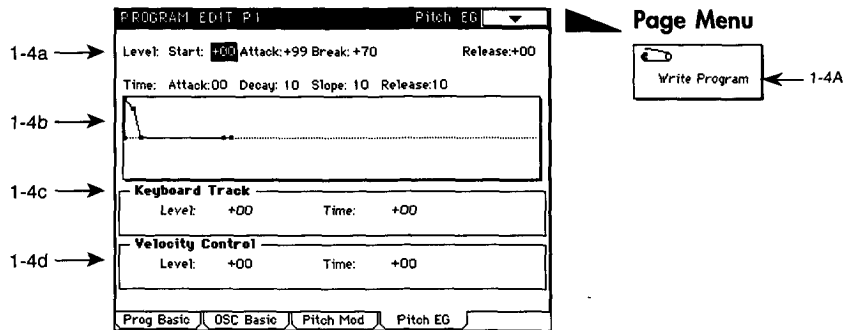 PROGRAM EDIT P1 Pitch EG
Page Menu
1-4a
Level: Start: +00 Attack:+99 Break: +70 Release:+00
Write Program
1-4A
Time: Attack:00 Decay: 10 Slope: 10 Release:10
1-4b
1-4c
Keyboard Track
Level: +00 Time: +00
1-4d
Velocity Control
Level: +00 Time: +00
Prog Basic OSC Basic Pitch Mod Pitch EG